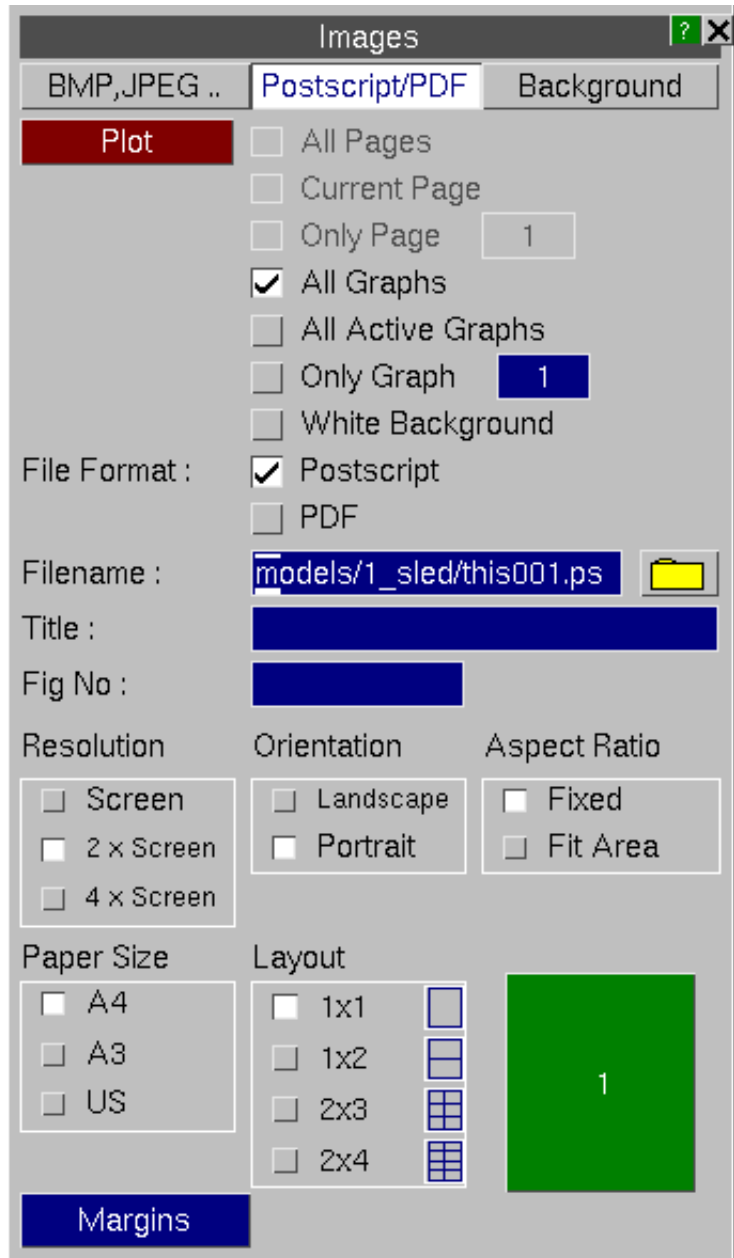 Images ?
BMP,JPEG .. Postscript/PDF Background
Plot All Pages
Current Page
Only Page 1
All Graphs
All Active Graphs
Only Graph 1
White Background
File Format : Postscript
PDF
Filename : models/1_sled/this001.ps
Title :
Fig No :
Resolution Orientation Aspect Ratio
Screen Landscape Fixed
2 x Screen Portrait Fit Area
4 x Screen
Paper Size Layout
A4 1x1
A3 1x2
1
US 2x3
2x4
Margins